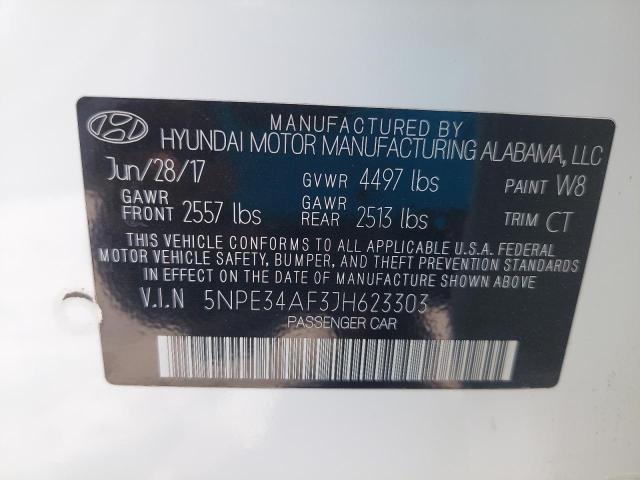 MANUFACTURED BY
HYUNDAI MOTOR MANUFACTURING ALABAMA, LLC
Jun/28/17 GVWR 4497 lbs PAINT W8
GAWR FRONT 2557 lbs GAWR REAR 2513 lbs TRIM CT
THIS VEHICLE CONFORMS TO ALL APPLICABLE U.S.A. FEDERAL
MOTOR VEHICLE SAFETY, BUMPER, AND THEFT PREVENTION STANDARDS
IN EFFECT ON THE DATE OF MANUFACTURE SHOWN ABOVE
V.I.N 5NPE34AF3JH623303
PASSENGER CAR